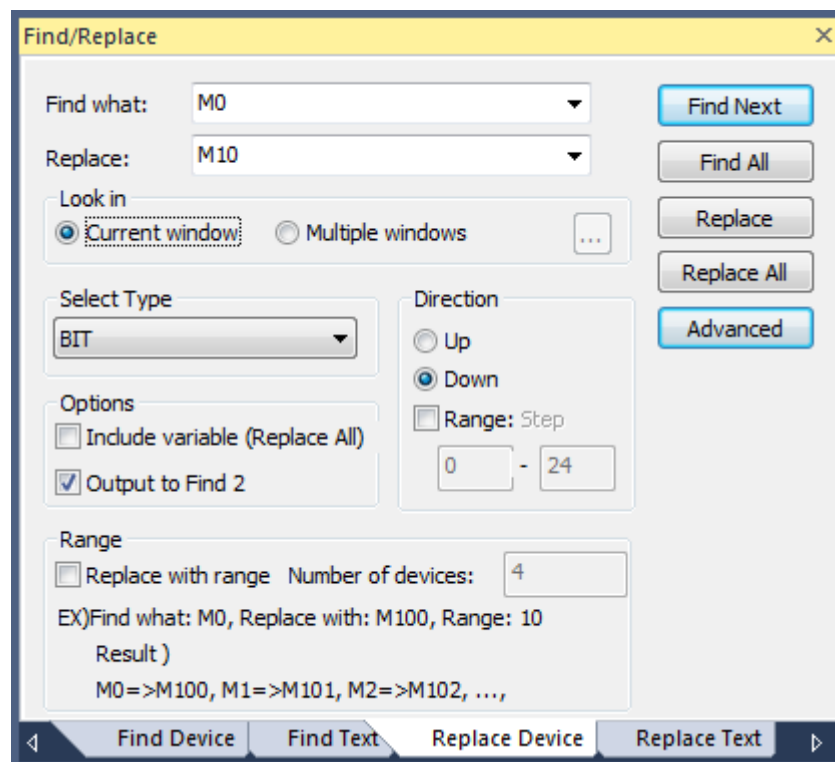 Find/Replace
Find what: M0
Find Next
Replace: M10
Find All
Look in
Current window Multiple windows ...
Replace
Replace All
Select Type
BIT
Direction
Up
Down
Range: Step
0 - 24
Advanced
Options
Include variable (Replace All)
Output to Find 2
Range
Replace with range Number of devices: 4
EX)Find what: M0, Replace with: M100, Range: 10
Result )
M0=>M100, M1=>M101, M2=>M102, ...,
Find Device Find Text Replace Device Replace Text